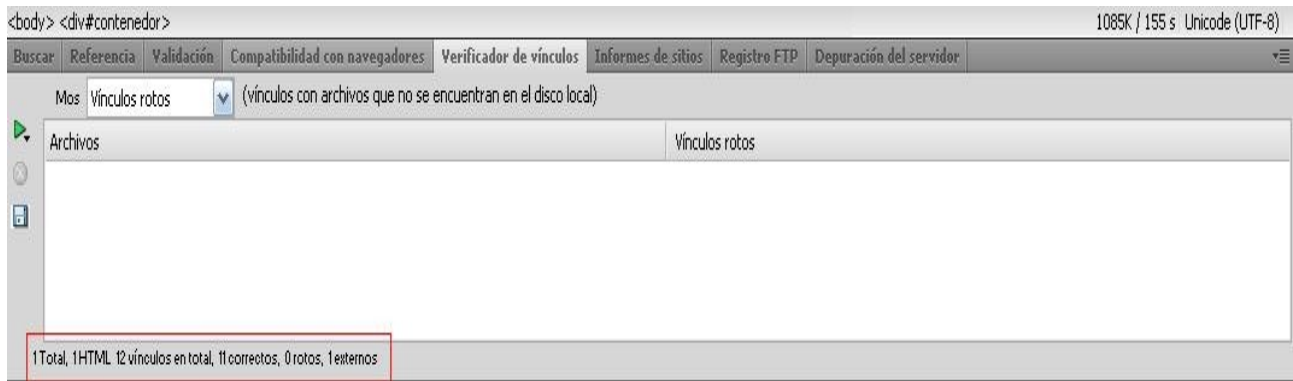 <body> <div#contenedor> 1085K / 155 s Unicode (UTF-8)
Buscar Referencia Validación Compatibilidad con navegadores Verificador de vínculos Informes de sitios Registro FTP Depuración del servidor
Mos Vínculos rotos (vínculos con archivos que no se encuentran en el disco local)
Archivos Vínculos rotos
1 Total, 1 HTML 12 vínculos en total, 11 correctos, 0 rotos, 1 externos